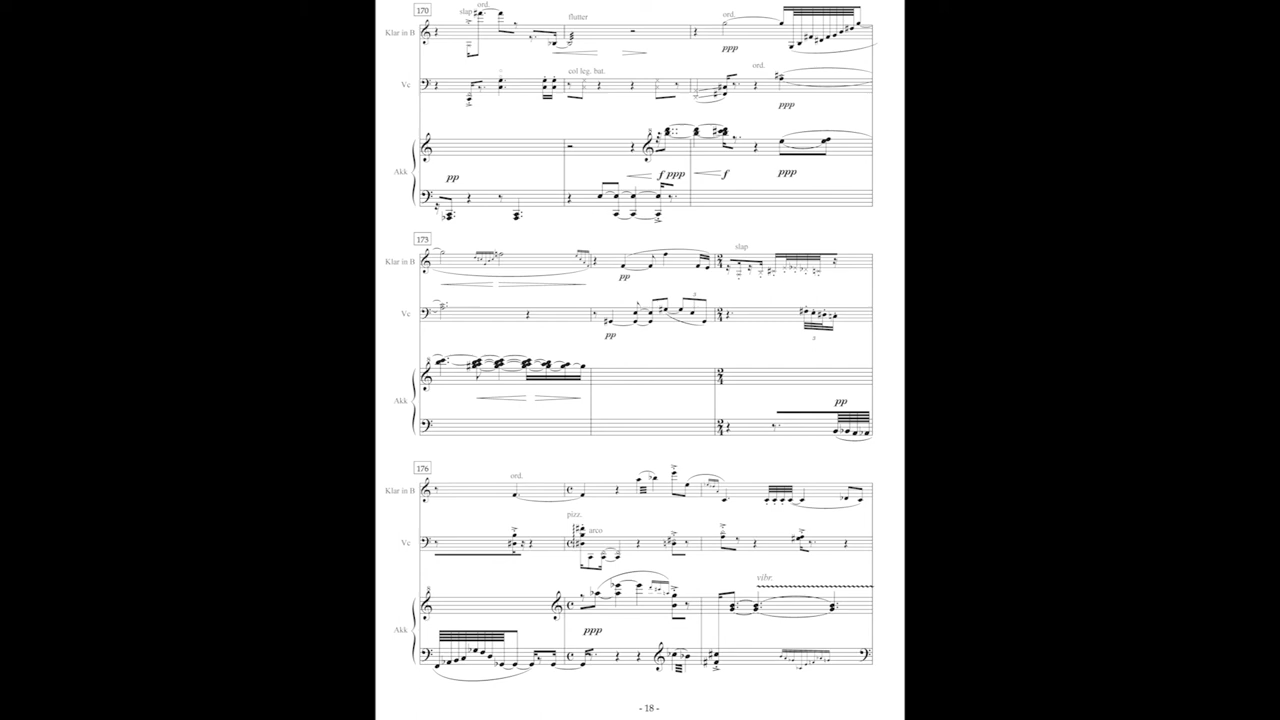 170
slap
ord.
flutter
ord.
Klar in B
ppp
col leg. bat.
ord.
Vc
ppp
Akk
pp
f ppp
f
ppp
173
slap
Klar in B
pp
3
Vc
pp
3
Akk
pp
176
ord.
Klar in B
pizz.
arco
Vc
vibr.
Akk
ppp
- 18 -